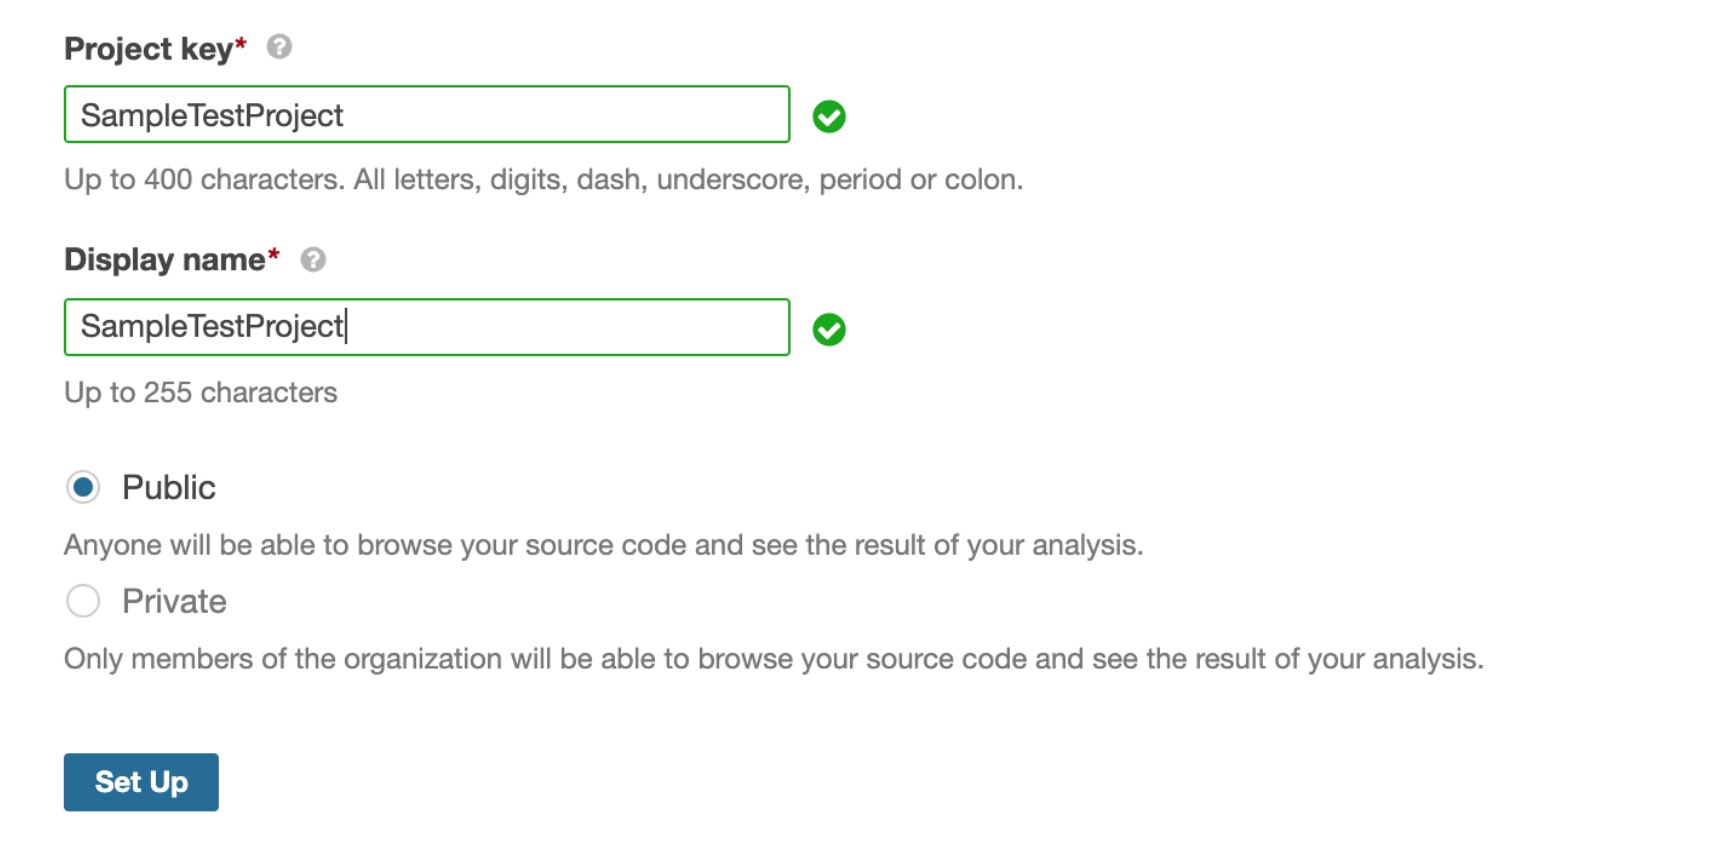 Project key*
SampleTestProject
Up to 400 characters. All letters, digits, dash, underscore, period or colon.
Display name*
SampleTestProject
Up to 255 characters
Public
Anyone will be able to browse your source code and see the result of your analysis.
Private
Only members of the organization will be able to browse your source code and see the result of your analysis.
Set Up